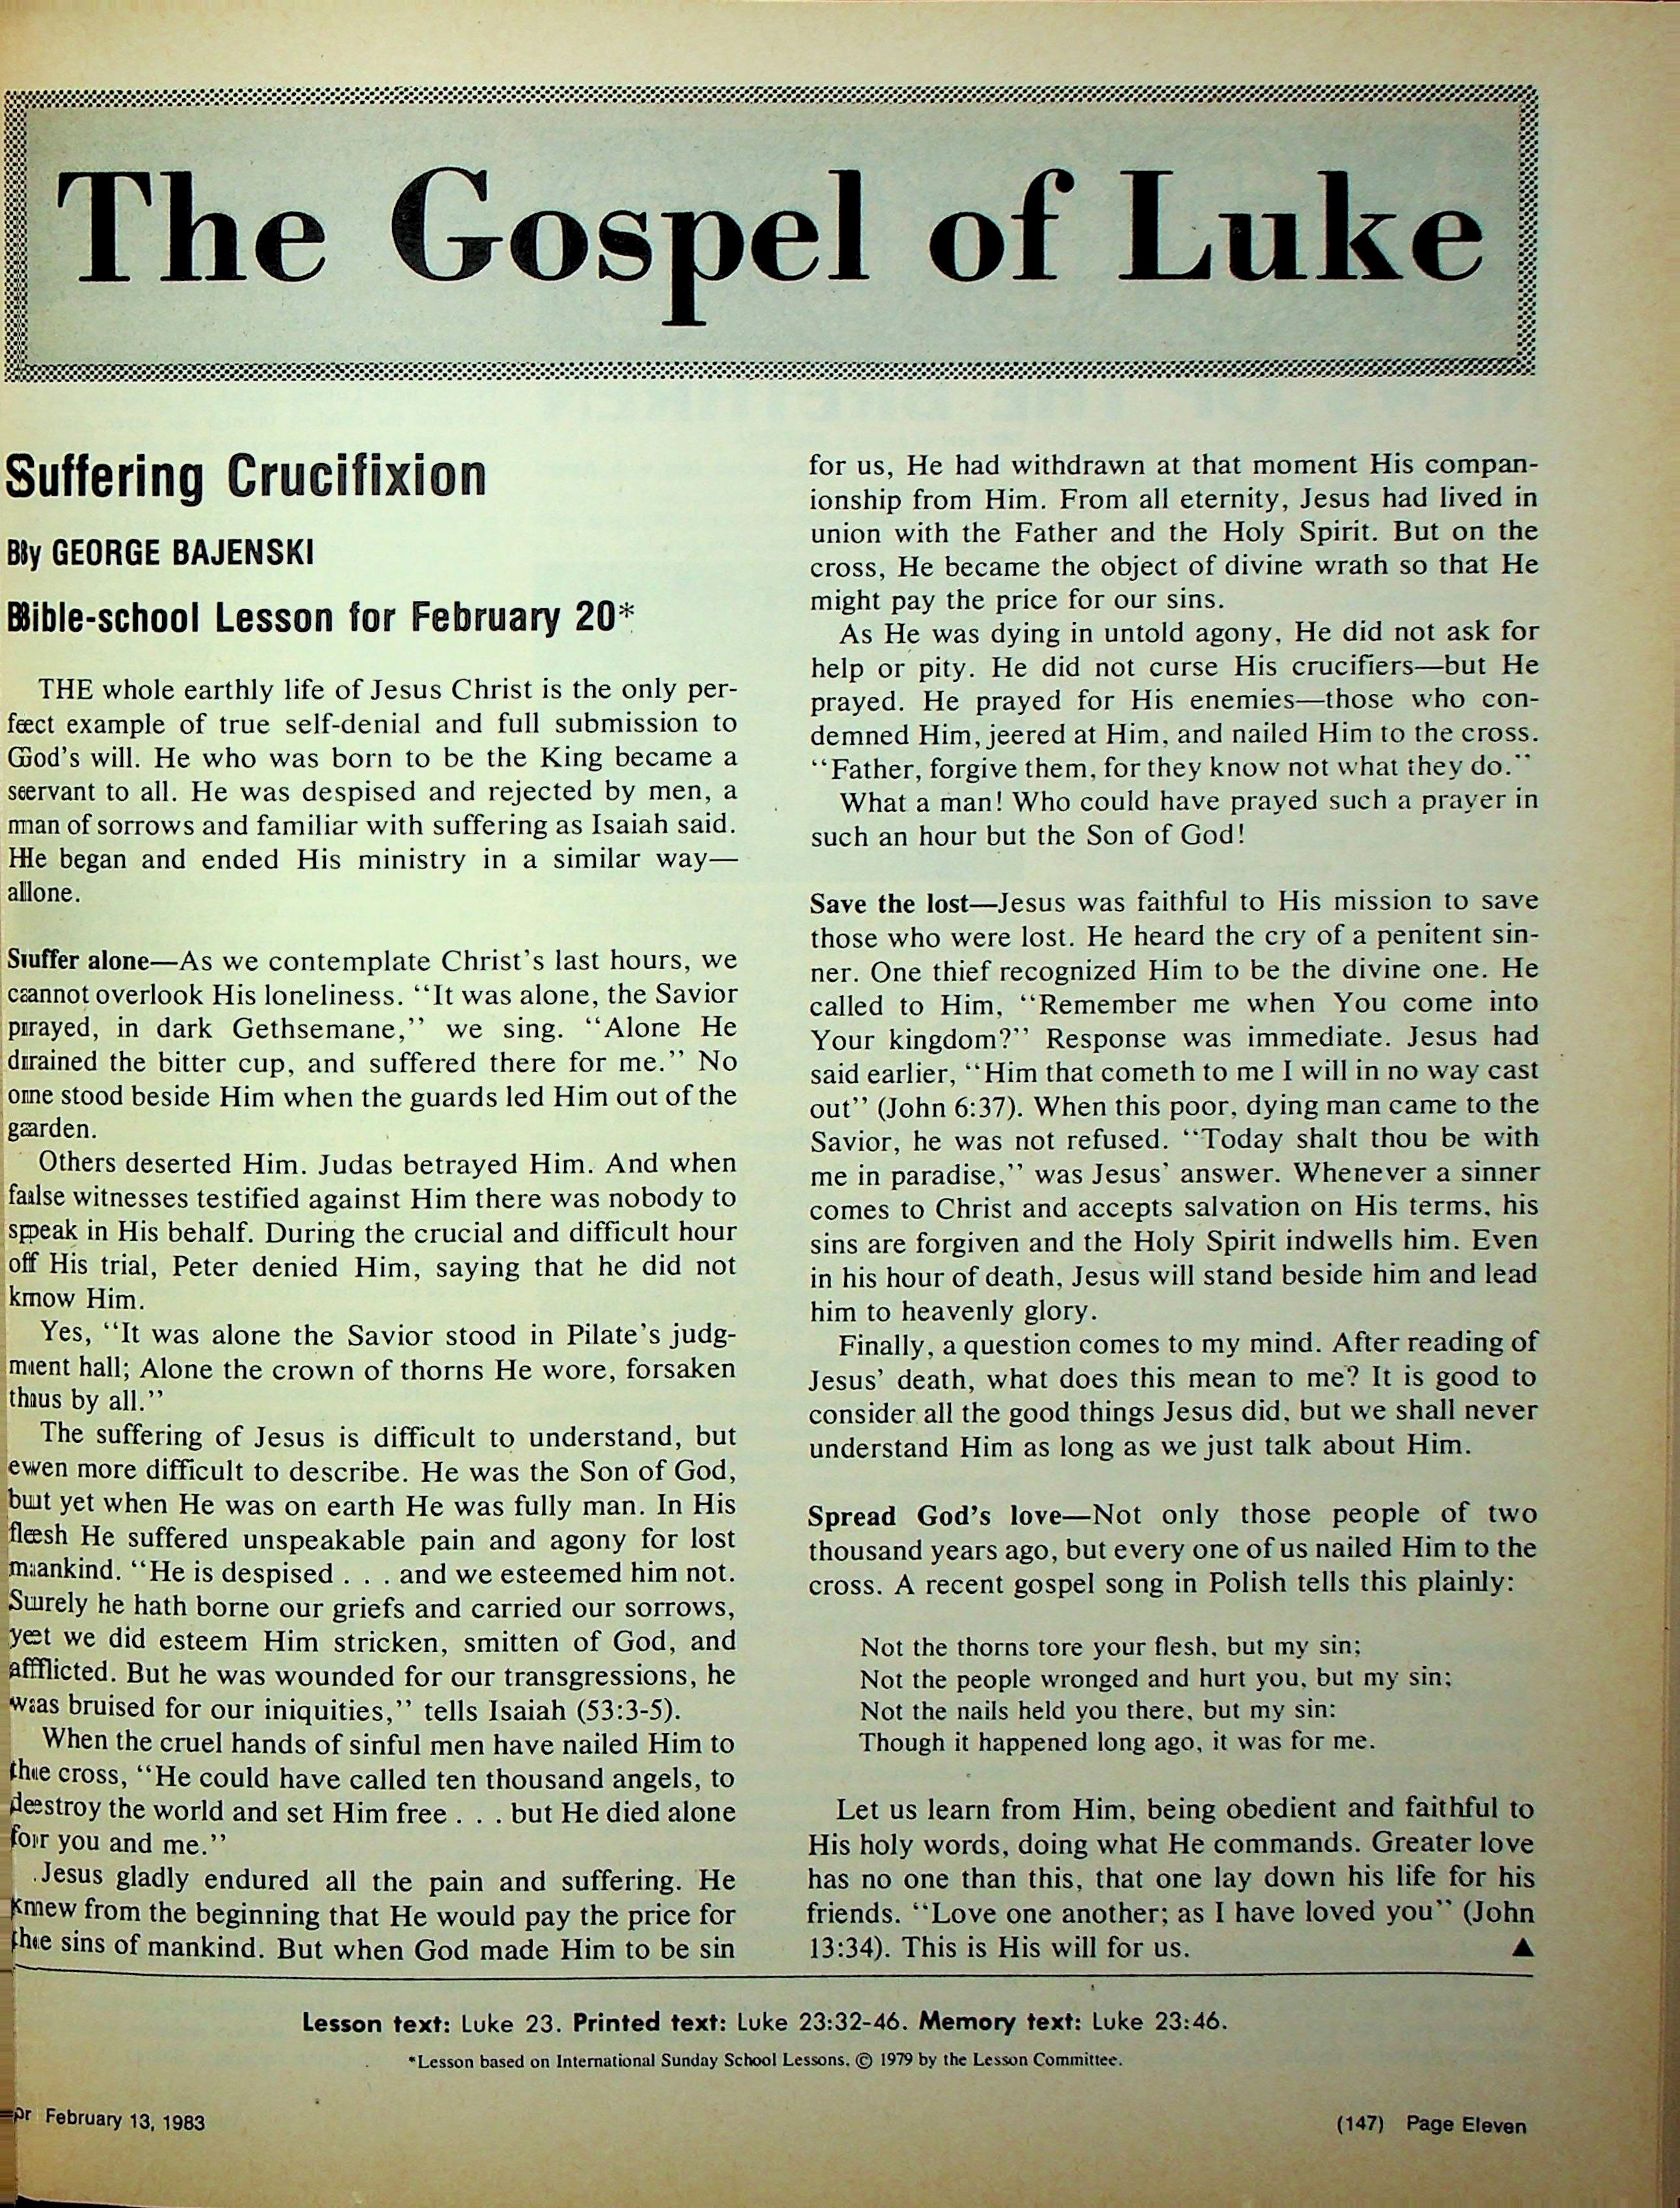 The Gospel of Luke
Suffering Crucifixion
By GEORGE BAJENSKI
Bible-school Lesson for February 20*
THE whole earthly life of Jesus Christ is the only per-
fect example of true self-denial and full submission to
God's will. He who was born to be the King became a
servant to all. He was despised and rejected by men, a
man of sorrows and familiar with suffering as Isaiah said.
He began and ended His ministry in a similar way—
alone.
Suffer alone—As we contemplate Christ's last hours, we
cannot overlook His loneliness. "It was alone, the Savior
prayed, in dark Gethsemane," we sing. "Alone He
drained the bitter cup, and suffered there for me." No
one stood beside Him when the guards led Him out of the
garden.
Others deserted Him. Judas betrayed Him. And when
false witnesses testified against Him there was nobody to
speak in His behalf. During the crucial and difficult hour
of His trial, Peter denied Him, saying that he did not
know Him.
Yes, "It was alone the Savior stood in Pilate's judg-
ment hall; Alone the crown of thorns He wore, forsaken
thus by all."
The suffering of Jesus is difficult to understand, but
even more difficult to describe. He was the Son of God,
but yet when He was on earth He was fully man. In His
flesh He suffered unspeakable pain and agony for lost
mankind. "He is despised . . . and we esteemed him not.
Surely he hath borne our griefs and carried our sorrows,
yet we did esteem Him stricken, smitten of God, and
afflicted. But he was wounded for our transgressions, he
was bruised for our iniquities," tells Isaiah (53:3-5).
When the cruel hands of sinful men have nailed Him to
the cross, "He could have called ten thousand angels, to
destroy the world and set Him free . . . but He died alone
for you and me."
Jesus gladly endured all the pain and suffering. He
knew from the beginning that He would pay the price for
the sins of mankind. But when God made Him to be sin
for us, He had withdrawn at that moment His compan-
ionship from Him. From all eternity, Jesus had lived in
union with the Father and the Holy Spirit. But on the
cross, He became the object of divine wrath so that He
might pay the price for our sins.
As He was dying in untold agony, He did not ask for
help or pity. He did not curse His crucifiers—but He
prayed. He prayed for His enemies—those who con-
demned Him, jeered at Him, and nailed Him to the cross.
"Father, forgive them, for they know not what they do."
What a man! Who could have prayed such a prayer in
such an hour but the Son of God!
Save the lost—Jesus was faithful to His mission to save
those who were lost. He heard the cry of a penitent sin-
ner. One thief recognized Him to be the divine one. He
called to Him, "Remember me when You come into
Your kingdom?" Response was immediate. Jesus had
said earlier, "Him that cometh to me I will in no way cast
out" (John 6:37). When this poor, dying man came to the
Savior, he was not refused. "Today shalt thou be with
me in paradise," was Jesus' answer. Whenever a sinner
comes to Christ and accepts salvation on His terms, his
sins are forgiven and the Holy Spirit indwells him. Even
in his hour of death, Jesus will stand beside him and lead
him to heavenly glory.
Finally, a question comes to my mind. After reading of
Jesus' death, what does this mean to me? It is good to
consider all the good things Jesus did, but we shall never
understand Him as long as we just talk about Him.
Spread God's love—Not only those people of two
thousand years ago, but every one of us nailed Him to the
cross. A recent gospel song in Polish tells this plainly:
Not the thorns tore your flesh, but my sin;
Not the people wronged and hurt you, but my sin;
Not the nails held you there, but my sin:
Though it happened long ago, it was for me.
Let us learn from Him, being obedient and faithful to
His holy words, doing what He commands. Greater love
has no one than this, that one lay down his life for his
friends. "Love one another; as I have loved you" (John
13:34). This is His will for us. ▲
Lesson text: Luke 23. Printed text: Luke 23:32-46. Memory text: Luke 23:46.
*Lesson based on International Sunday School Lessons, © 1979 by the Lesson Committee.
February 13, 1983
(147) Page Eleven